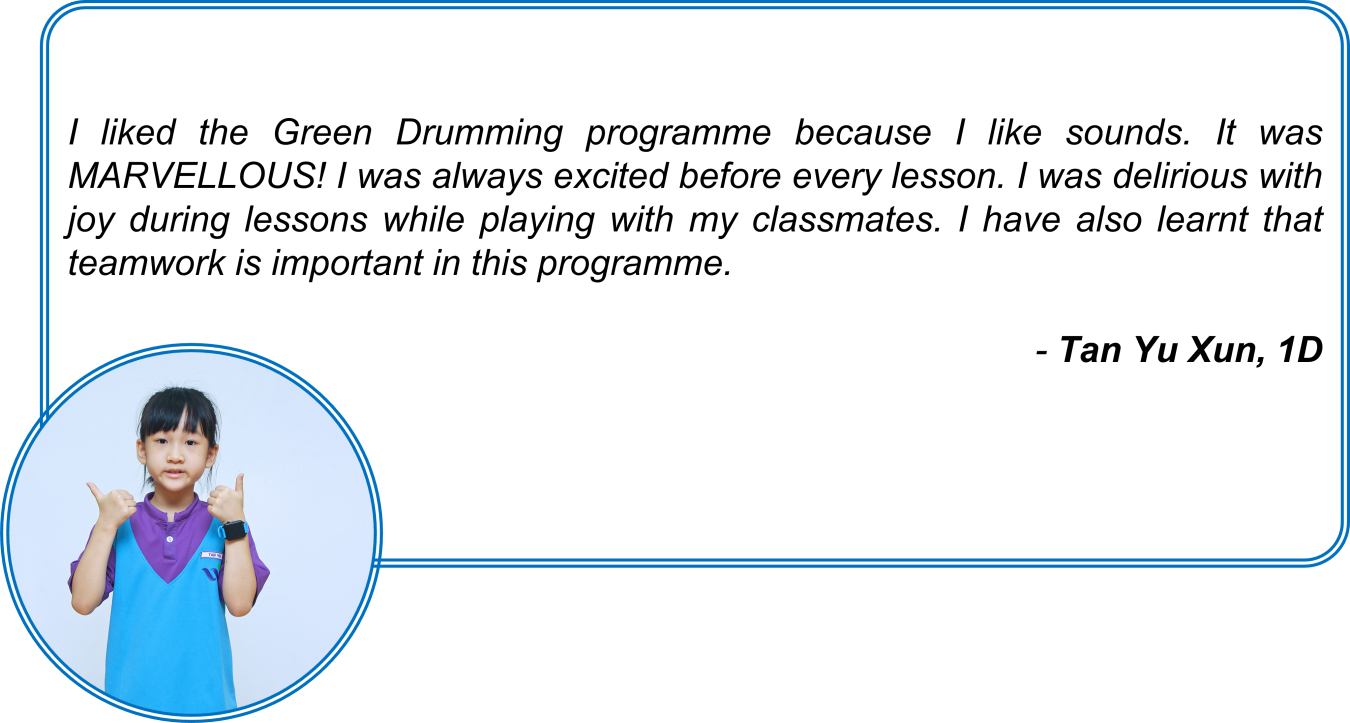 I liked the Green Drumming programme because I like sounds. It was
MARVELLOUS! I was always excited before every lesson. I was delirious with
joy during lessons while playing with my classmates. I have also learnt that
teamwork is important in this programme.
- Tan Yu Xun, 1D